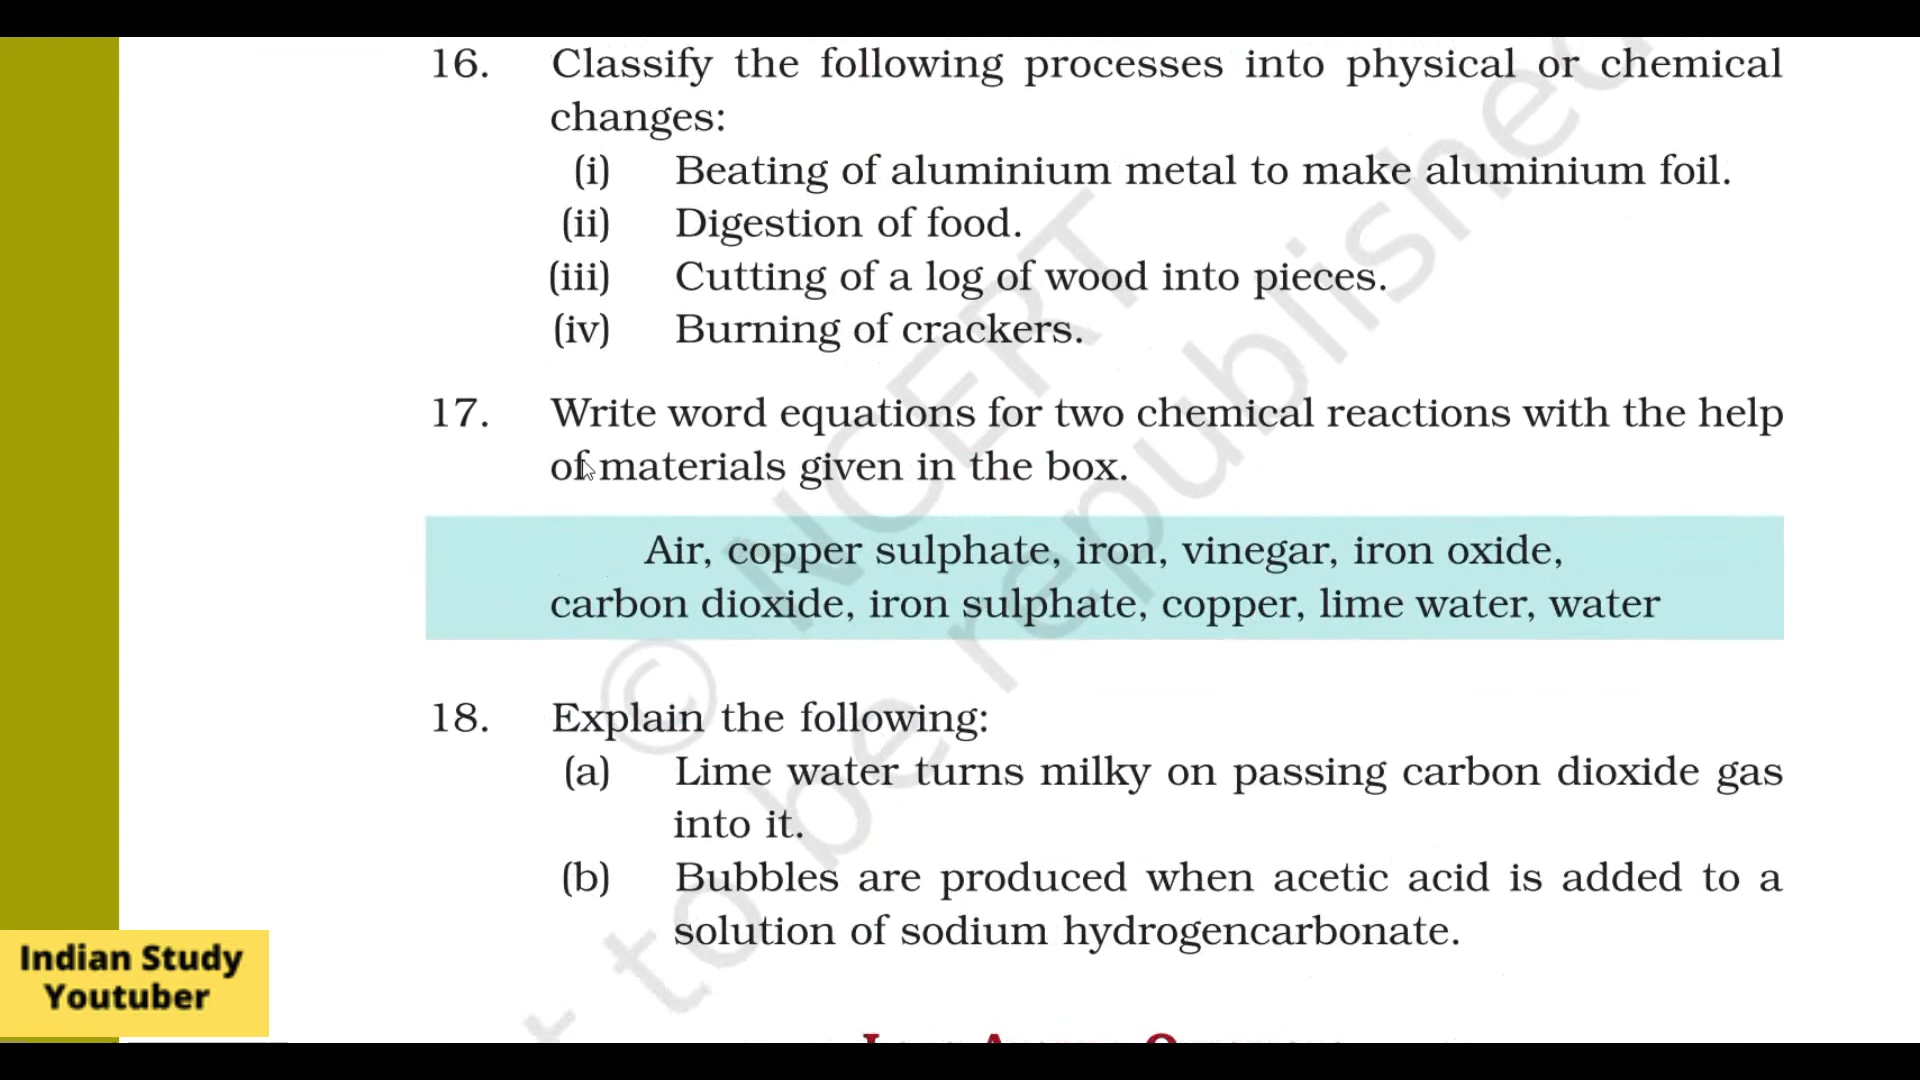 16. Classify the following processes into physical or chemical
changes:
(i) Beating of aluminium metal to make aluminium foil.
(ii) Digestion of food.
(iii) Cutting of a log of wood into pieces.
(iv) Burning of crackers.
17. Write word equations for two chemical reactions with the help
of materials given in the box.
Air, copper sulphate, iron, vinegar, iron oxide,
carbon dioxide, iron sulphate, copper, lime water, water
18. Explain the following:
(a) Lime water turns milky on passing carbon dioxide gas
into it.
(b) Bubbles are produced when acetic acid is added to a
solution of sodium hydrogencarbonate.
© NCERT
to be republished
Indian Study
Youtuber